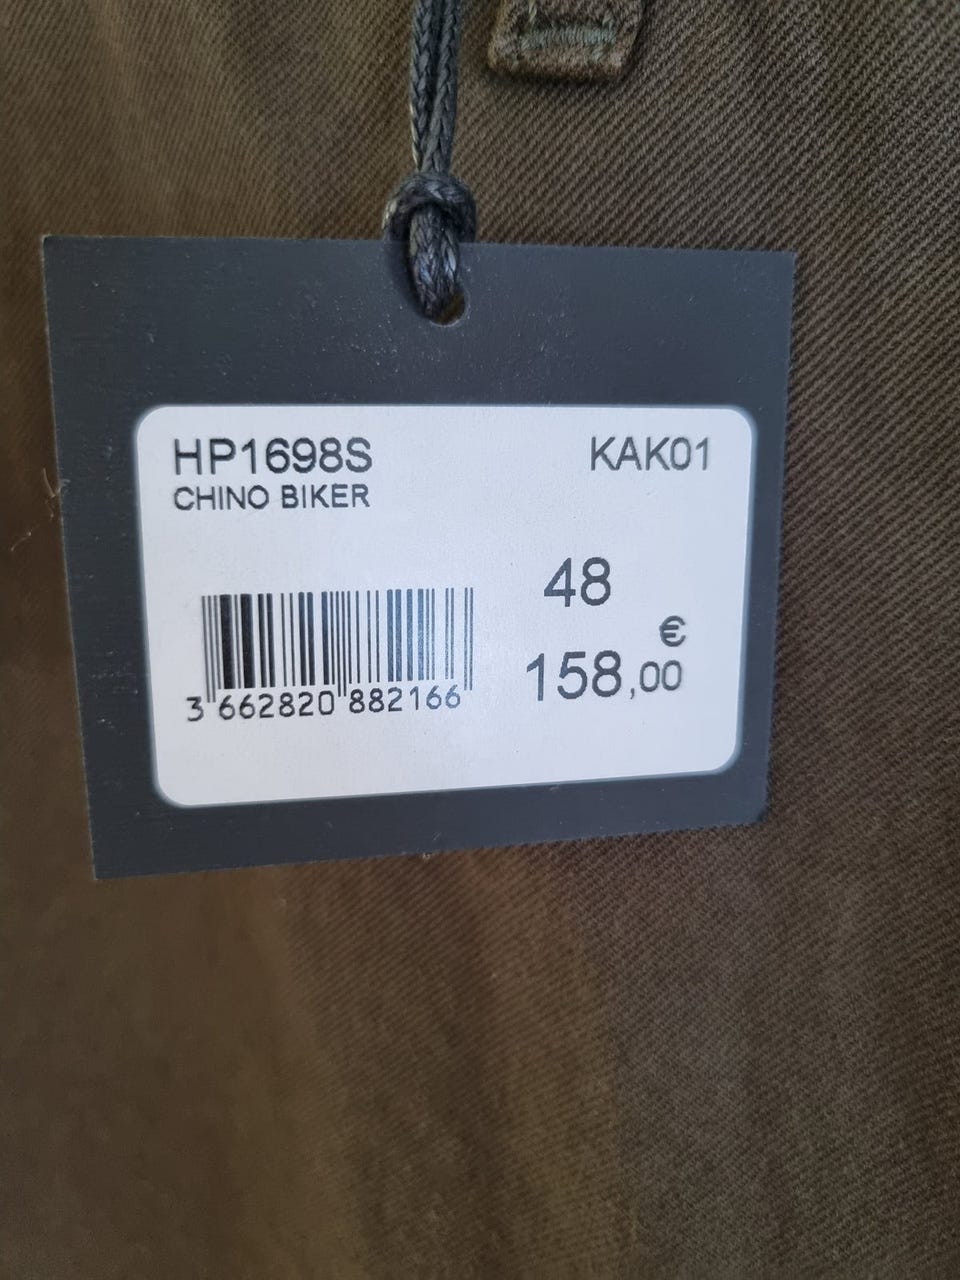 HP1698S KAK01
CHINO BIKER
48
€
158,00
3 662820 882166